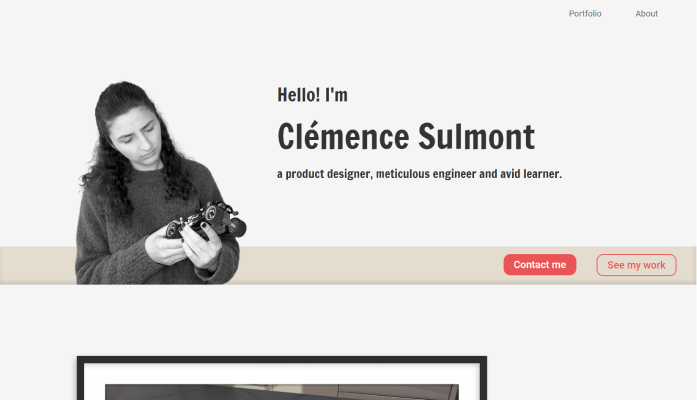 Portfolio About
Hello! I'm
Clémence Sulmont
a product designer, meticulous engineer and avid learner.
Contact me See my work